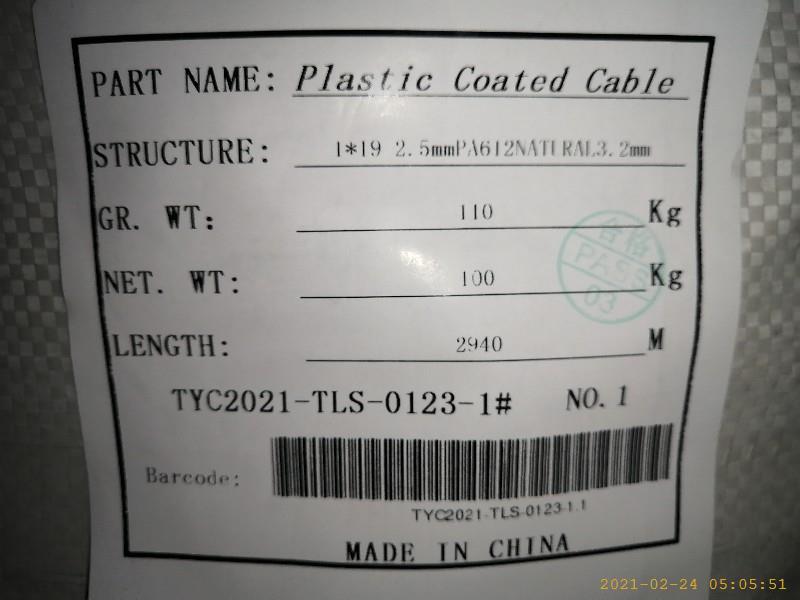 PART NAME: Plastic Coated Cable
STRUCTURE: 1*19 2.5mmPA612NATURAL3.2mm
GR. WT: 110 Kg
NET. WT: 100 Kg
合格
PASS
03
LENGTH: 2940 M
TYC2021-TLS-0123-1# NO. 1
Barcode:
TYC2021-TLS-0123-1.1
MADE IN CHINA
2021-02-24 05:05:51